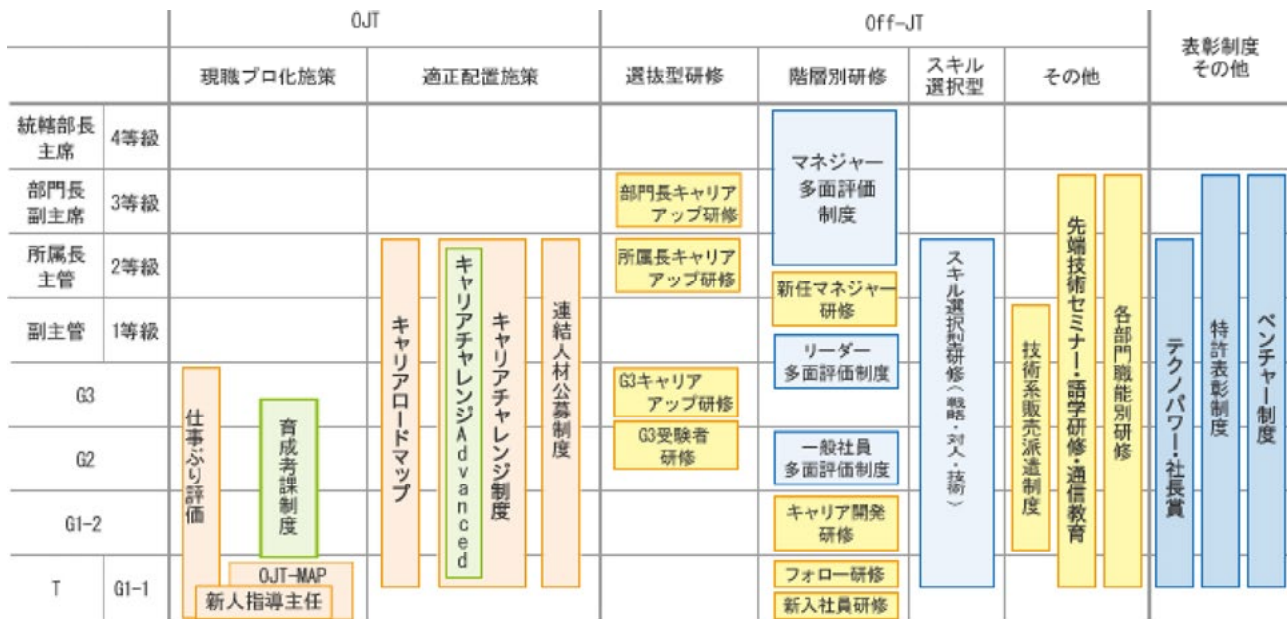 OJT
Off-JT
表彰制度
その他
現職プロ化施策
適正配置施策
選抜型研修
階層別研修
スキル
選択型
その他
統轄部長
主席
4等級
部門長
副主席
3等級
所属長
主管
2等級
副主管
1等級
G3
G2
G1-2
T
G1-1
仕事ぶり評価
育成考課制度
OJT-MAP
新人指導主任
キャリアロードマップ
キャリアチャレンジAdvanced
キャリアチャレンジ制度
連結人材公募制度
部門長キャリア
アップ研修
所属長キャリア
アップ研修
G3キャリア
アップ研修
G3受験者
研修
マネジャー
多面評価
制度
新任マネジャー
研修
リーダー
多面評価制度
一般社員
多面評価制度
キャリア開発
研修
フォロー研修
新入社員研修
スキル選択型研修(戦略・対人・技術)
技術系販売派遣制度
先端技術セミナー・語学研修・通信教育
各部門職能別研修
テクノパワー・社長賞
特許表彰制度
ベンチャー制度